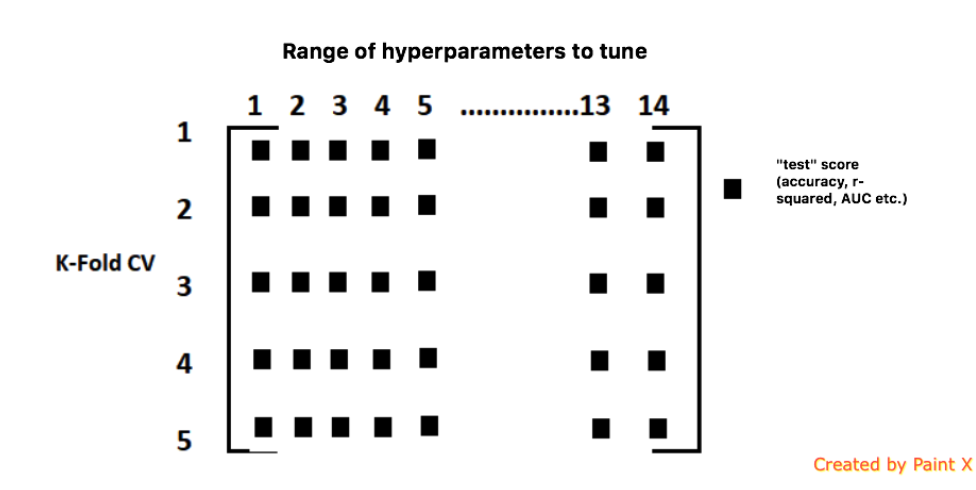 Range of hyperparameters to tune
1 2 3 4 5 ...............13 14
1
2
K-Fold CV
3
4
5
"test" score
(accuracy, r-
squared, AUC etc.)
Created by Paint X